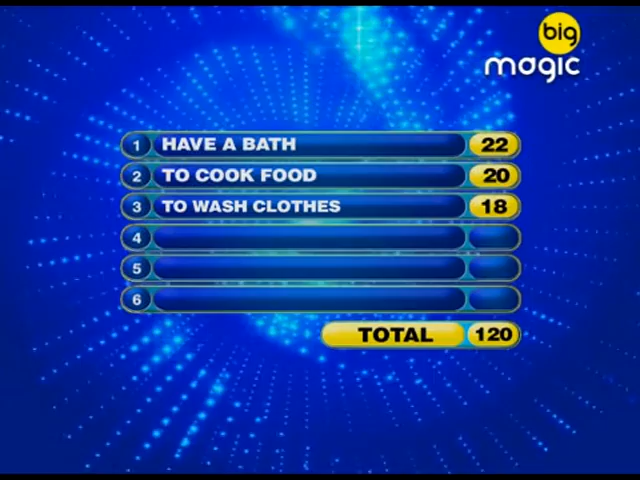 big
magic
1 HAVE A BATH 22
2 TO COOK FOOD 20
3 TO WASH CLOTHES 18
4
5
6
TOTAL 120